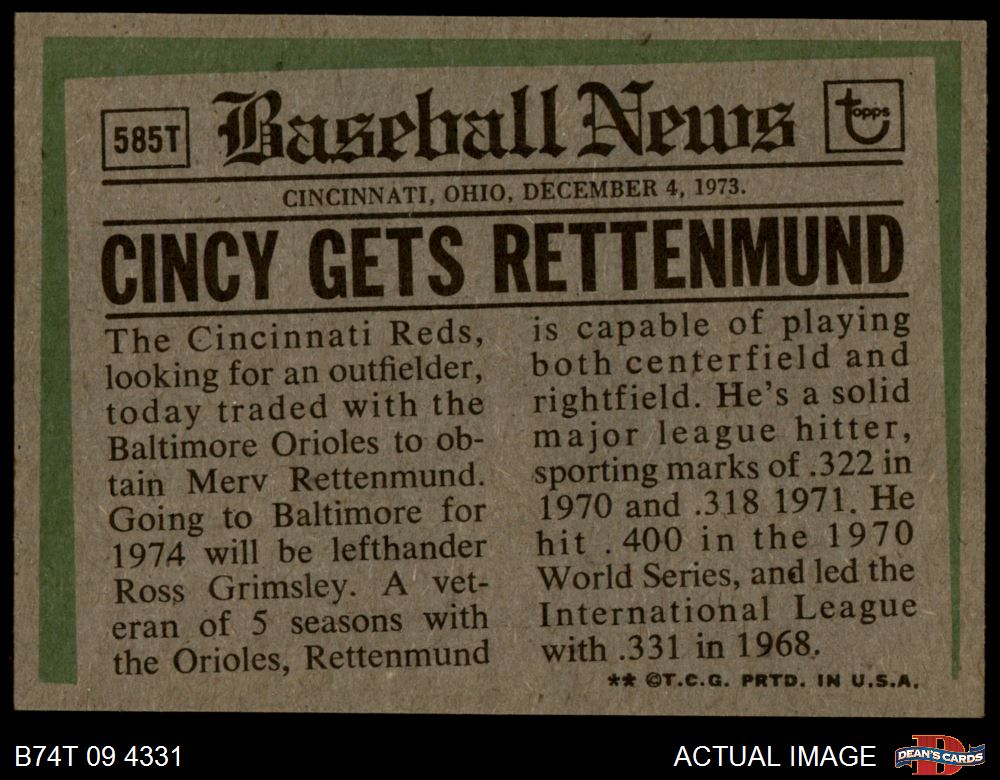 585T
Baseball News
topps
CINCINNATI, OHIO, DECEMBER 4, 1973.
CINCY GETS RETTENMUND
The Cincinnati Reds,
looking for an outfielder,
today traded with the
Baltimore Orioles to ob-
tain Merv Rettenmund.
Going to Baltimore for
1974 will be lefthander
Ross Grimsley. A vet-
eran of 5 seasons with
the Orioles, Rettenmund
is capable of playing
both centerfield and
rightfield. He's a solid
major league hitter,
sporting marks of .322 in
1970 and .318 1971. He
hit .400 in the 1970
World Series, and led the
International League
with .331 in 1968.
** ©T.C.G. PRTD. IN U.S.A.
B74T 09 4331
ACTUAL IMAGE
DEAN'S CARDS